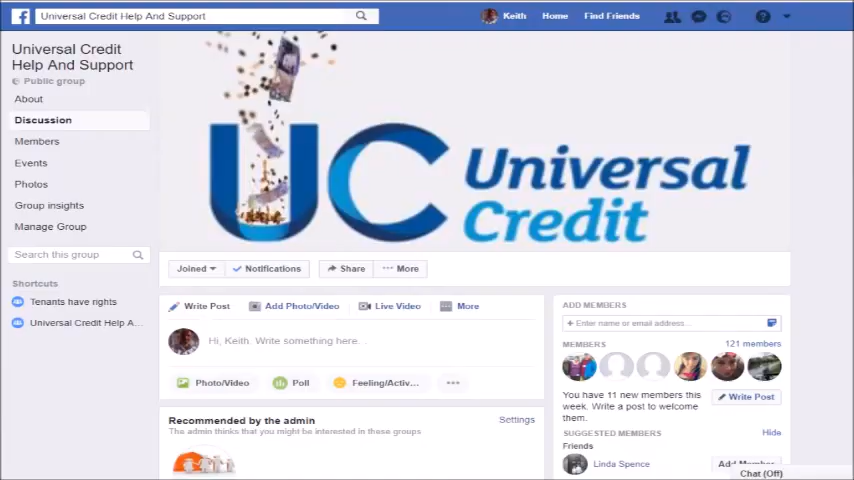 Universal Credit Help And Support
Keith
Home
Find Friends
Universal Credit
Help And Support
Public group
About
Discussion
Members
Events
Photos
Group insights
Manage Group
Search this group
Shortcuts
Tenants have rights
Universal Credit Help A...
UC Universal
Credit
Joined
Notifications
Share
More
Write Post
Add Photo/Video
Live Video
More
Hi, Keith. Write something here. .
Photo/Video
Poll
Feeling/Activ...
Recommended by the admin
Settings
The admin thinks that you might be interested in these groups
ADD MEMBERS
+ Enter name or email address...
MEMBERS
121 members
You have 11 new members this
week. Write a post to welcome
them.
Write Post
SUGGESTED MEMBERS
Hide
Friends
Linda Spence
Add Member
Chat (Off)